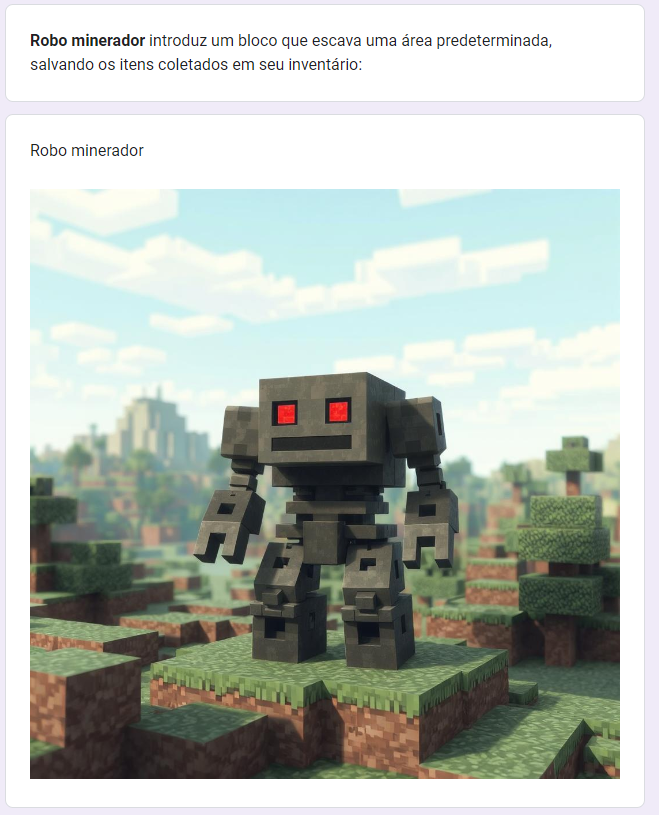 Robo minerador introduz um bloco que escava uma área predeterminada,
salvando os itens coletados em seu inventário:
Robo minerador